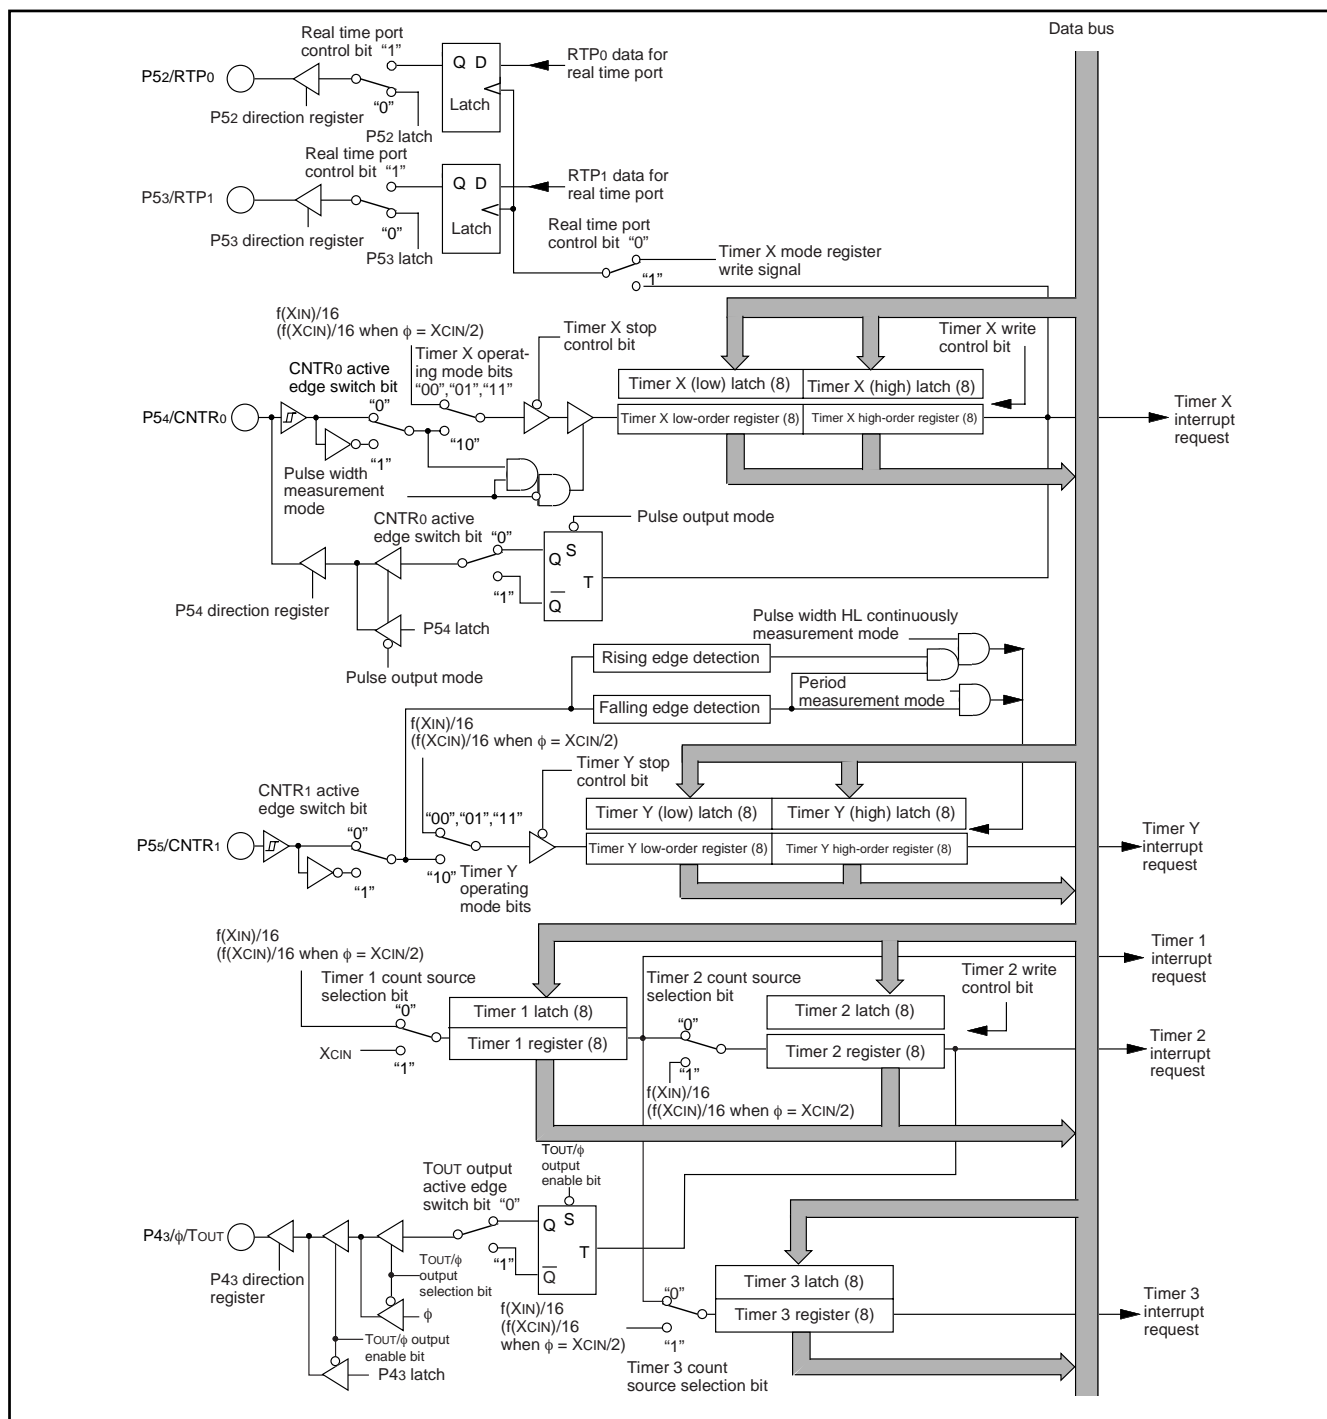 Data bus
Real time port
control bit “1”
P52/RTP0
Q D
Latch
RTP0 data for
real time port
“0”
P52 direction register
P52 latch
Real time port
control bit “1”
P53/RTP1
Q D
Latch
RTP1 data for
real time port
“0”
P53 direction register
P53 latch
Real time port
control bit “0”
Timer X mode register
write signal
“1”
f(XIN)/16
(f(XCIN)/16 when ϕ = XCIN/2)
Timer X stop
control bit
Timer X write
control bit
CNTR0 active
edge switch bit
Timer X operat-
ing mode bits
“00”,“01”,“11”
Timer X (low) latch (8)
Timer X (high) latch (8)
P54/CNTR0
“0”
Timer X low-order register (8)
Timer X high-order register (8)
Timer X
interrupt
request
“10”
“1”
Pulse width
measurement
mode
Pulse output mode
CNTR0 active
edge switch bit “0”
Q
S
T
“1”
Q
P54 direction register
P54 latch
Pulse output mode
Pulse width HL continuously
measurement mode
Rising edge detection
Period
measurement mode
Falling edge detection
f(XIN)/16
(f(XCIN)/16 when ϕ = XCIN/2)
Timer Y stop
control bit
CNTR1 active
edge switch bit
“00”,“01”,“11”
Timer Y (low) latch (8)
Timer Y (high) latch (8)
P55/CNTR1
“0”
Timer Y low-order register (8)
Timer Y high-order register (8)
Timer Y
interrupt
request
“1”
“10”
Timer Y
operating
mode bits
f(XIN)/16
(f(XCIN)/16 when ϕ = XCIN/2)
Timer 1
interrupt
request
Timer 1 count source
selection bit
Timer 2 count source
selection bit
Timer 2 write
control bit
“0”
Timer 1 latch (8)
“0”
Timer 2 latch (8)
Timer 1 register (8)
Timer 2 register (8)
Timer 2
interrupt
request
XCIN
“1”
“1”
f(XIN)/16
(f(XCIN)/16 when ϕ = XCIN/2)
TOUT/ϕ
output
enable bit
TOUT output
active edge
switch bit “0”
P43/ϕ/TOUT
Q
S
T
“1”
Q
P43 direction
register
TOUT/ϕ
output
selection bit
ϕ
f(XIN)/16
(f(XCIN)/16
when ϕ = XCIN/2)
“0”
Timer 3 latch (8)
Timer 3 register (8)
Timer 3
interrupt
request
“1”
TOUT/ϕ output
enable bit
P43 latch
Timer 3 count
source selection bit